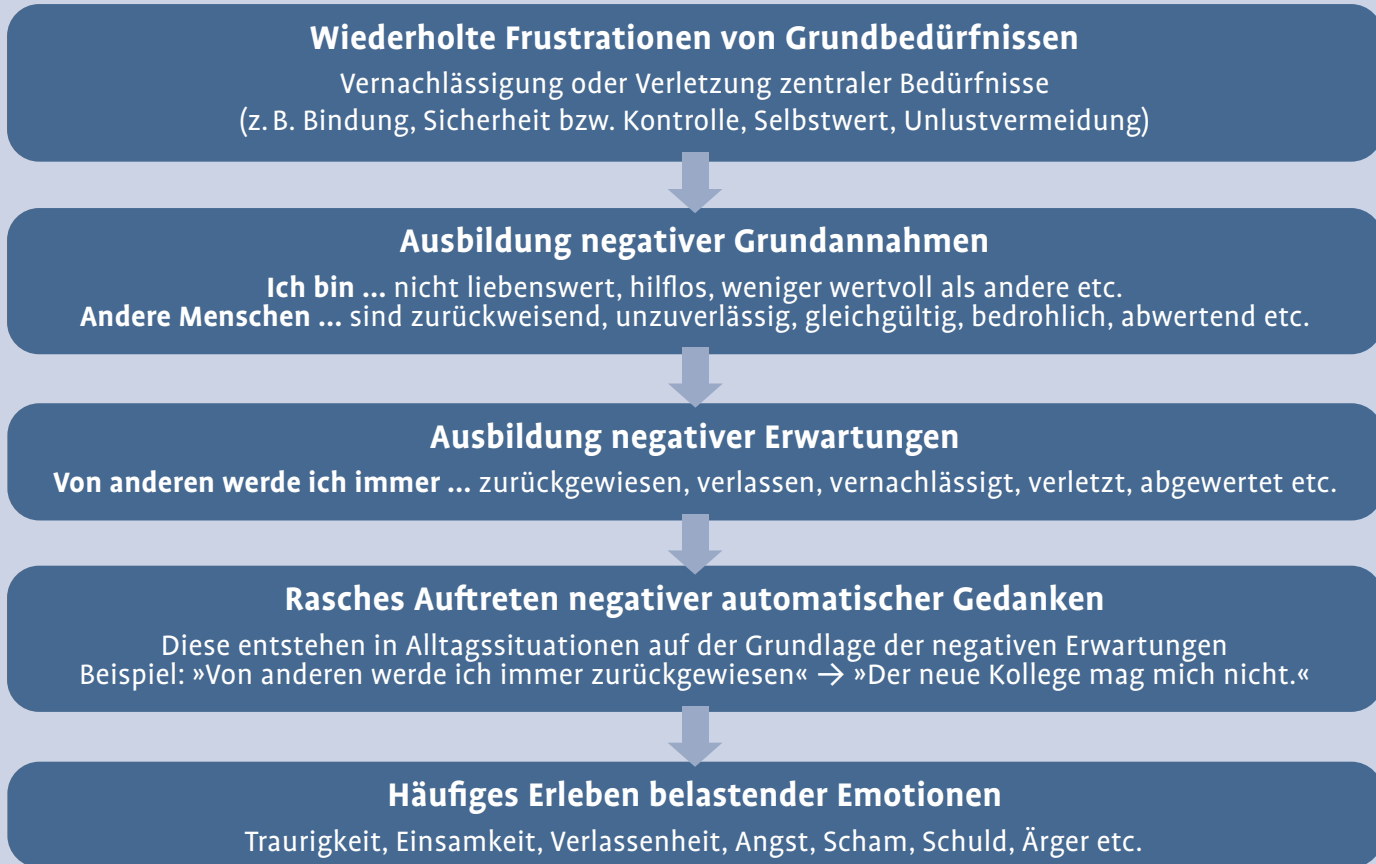 Wiederholte Frustrationen von Grundbedürfnissen
Vernachlässigung oder Verletzung zentraler Bedürfnisse
(z. B. Bindung, Sicherheit bzw. Kontrolle, Selbstwert, Unlustvermeidung)
Ausbildung negativer Grundannahmen
Ich bin ... nicht liebenswert, hilflos, weniger wertvoll als andere etc.
Andere Menschen ... sind zurückweisend, unzuverlässig, gleichgültig, bedrohlich, abwertend etc.
Ausbildung negativer Erwartungen
Von anderen werde ich immer ... zurückgewiesen, verlassen, vernachlässigt, verletzt, abgewertet etc.
Rasches Auftreten negativer automatischer Gedanken
Diese entstehen in Alltagssituationen auf der Grundlage der negativen Erwartungen
Beispiel: »Von anderen werde ich immer zurückgewiesen« → »Der neue Kollege mag mich nicht.«
Häufiges Erleben belastender Emotionen
Traurigkeit, Einsamkeit, Verlassenheit, Angst, Scham, Schuld, Ärger etc.